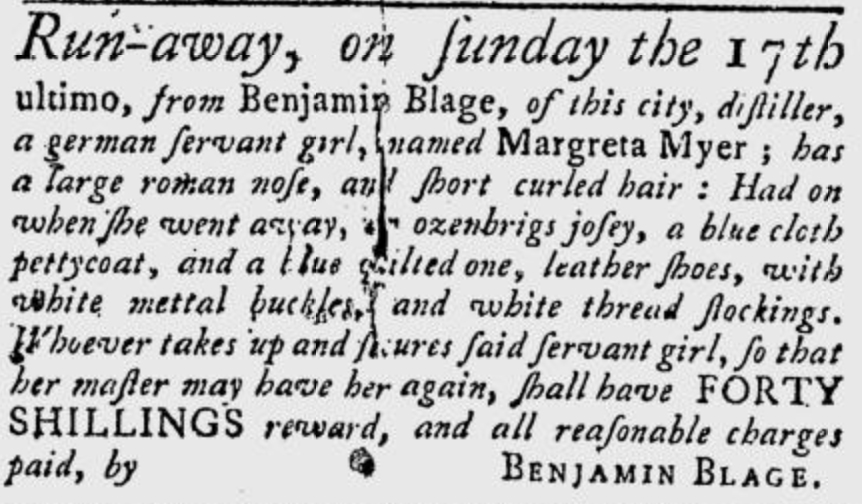 Run-away, on ſunday the 17th
ultimo, from Benjamin Blage, of this city, diſtiller,
a german ſervant girl, named Margreta Myer ; has
a large roman noſe, and ſhort curled hair : Had on
when ſhe went away, an ozenbrigs joſey, a blue cloth
pettycoat, and a blue quilted one, leather ſhoes, with
white mettal buckles, and white thread ſtockings.
Whoever takes up and ſecures ſaid ſervant girl, ſo that
her maſter may have her again, ſhall have FORTY
SHILLINGS reward, and all reaſonable charges
paid, by BENJAMIN BLAGE.